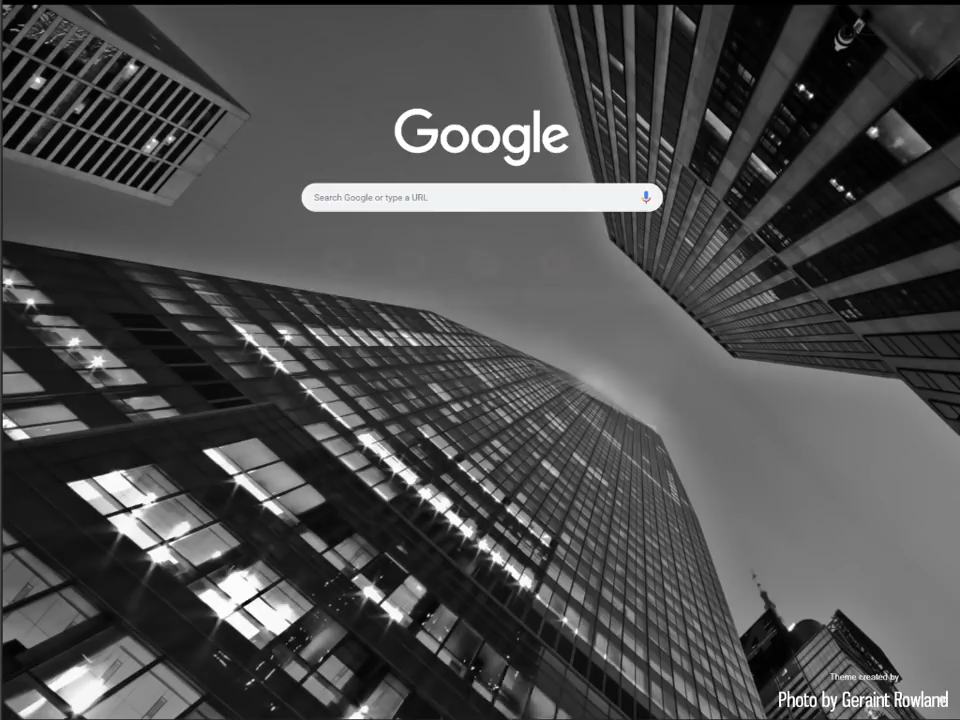 Google
Search Google or type a URL
Theme created by
Photo by Geraint Rowland